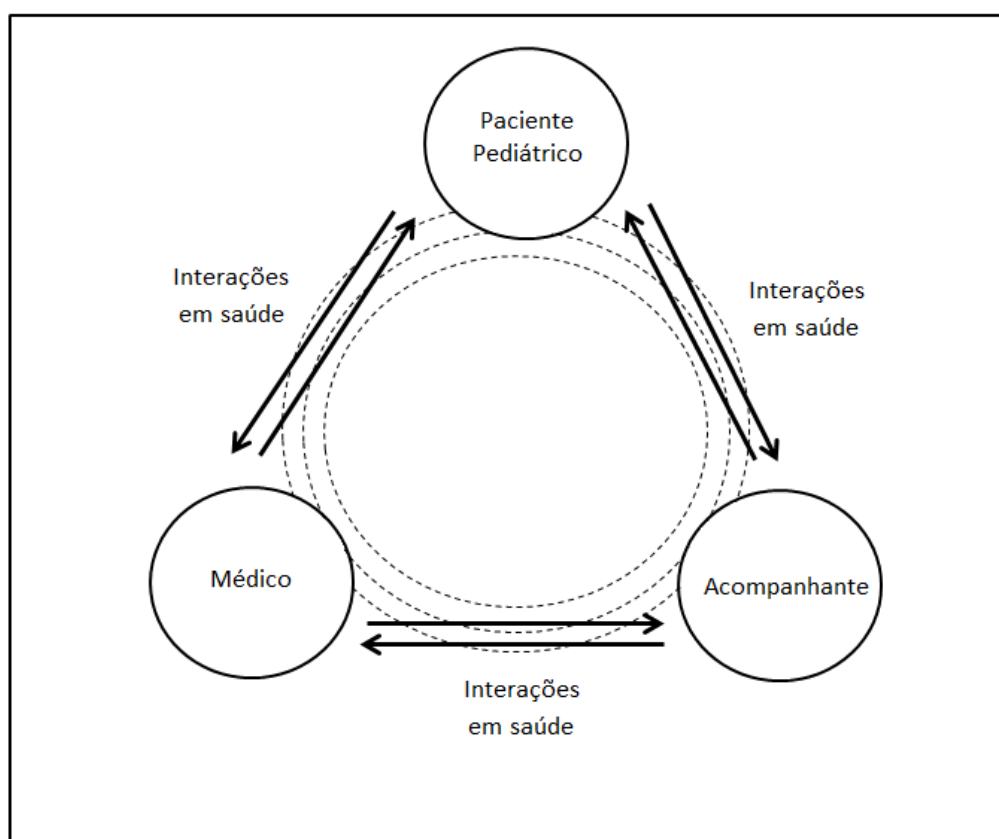 Paciente
Pediátrico
Interações
em saúde
Interações
em saúde
Médico
Acompanhante
Interações
em saúde